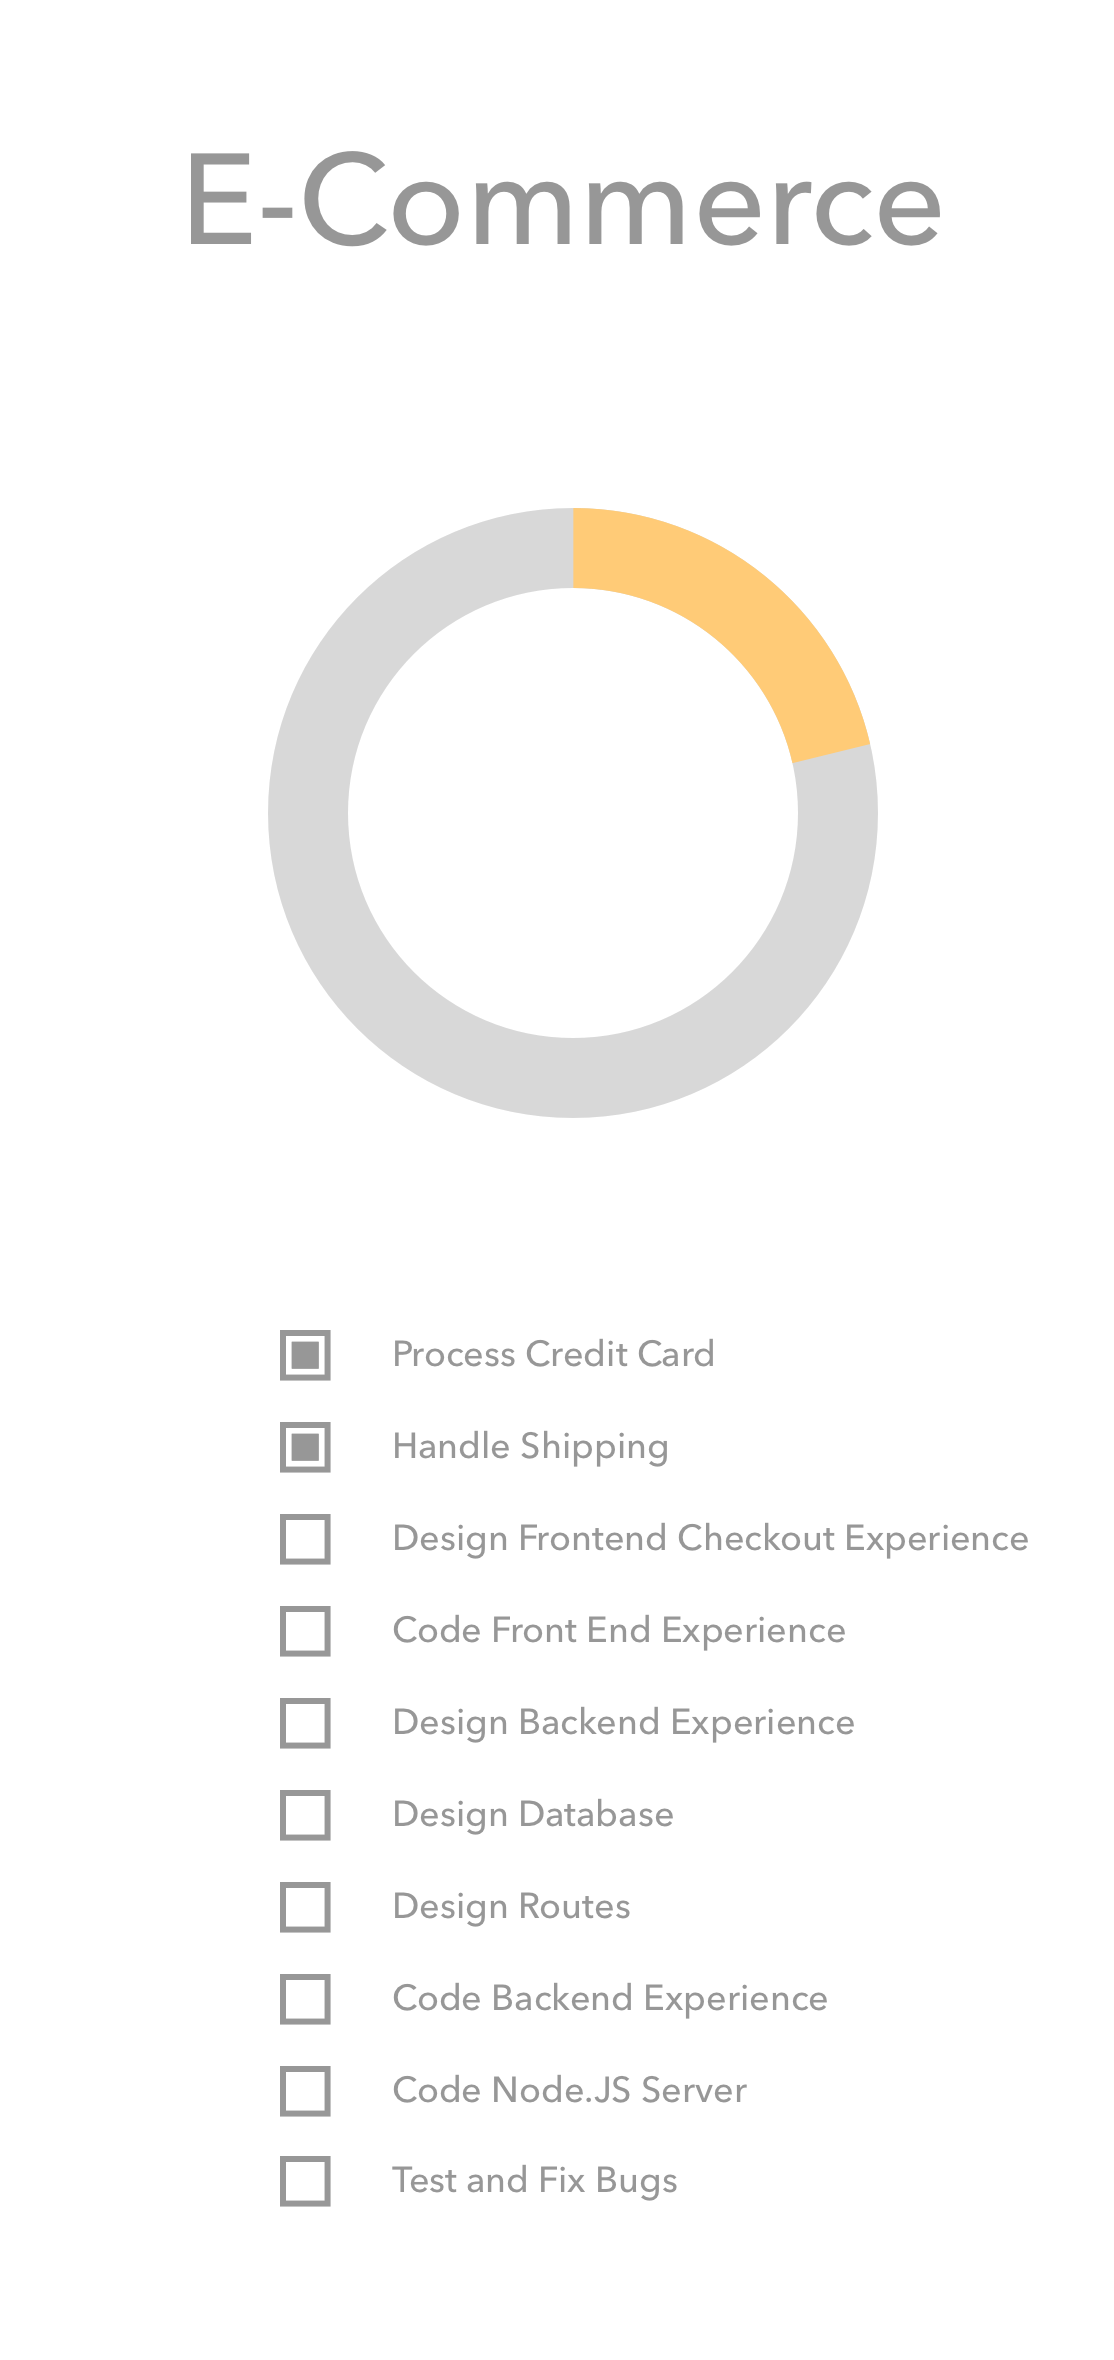 E-Commerce
Process Credit Card
Handle Shipping
Design Frontend Checkout Experience
Code Front End Experience
Design Backend Experience
Design Database
Design Routes
Code Backend Experience
Code Node.JS Server
Test and Fix Bugs